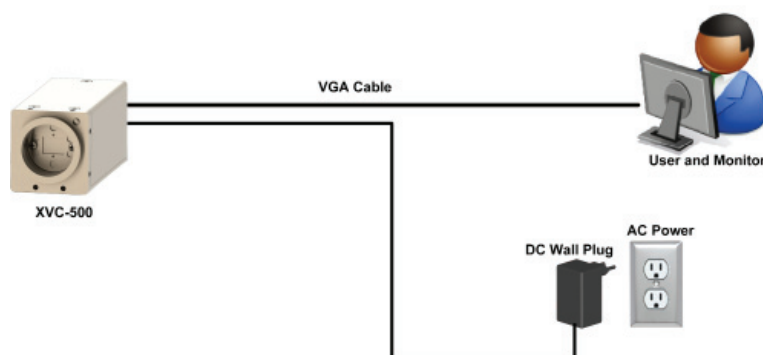 VGA Cable
User and Monitor
XVC-500
AC Power
DC Wall Plug